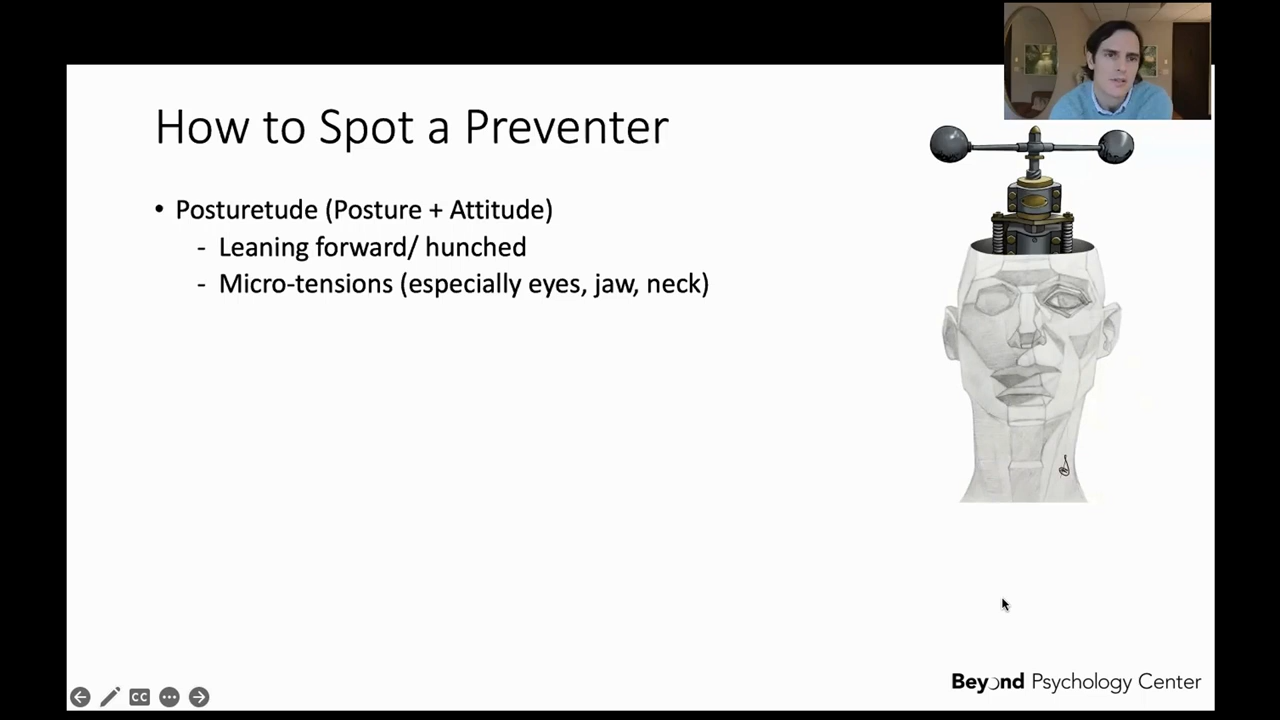 How to Spot a Preventer
• Posturetude (Posture + Attitude)
- Leaning forward/ hunched
- Micro-tensions (especially eyes, jaw, neck)
CC
Beyond Psychology Center